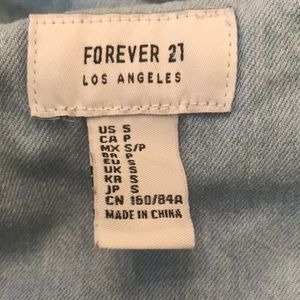 FOREVER 21
LOS ANGELES
US S
CA P
MX S/P
BR P
EU S
UK S
KR S
JP S
CN 160/84A
MADE IN CHINA